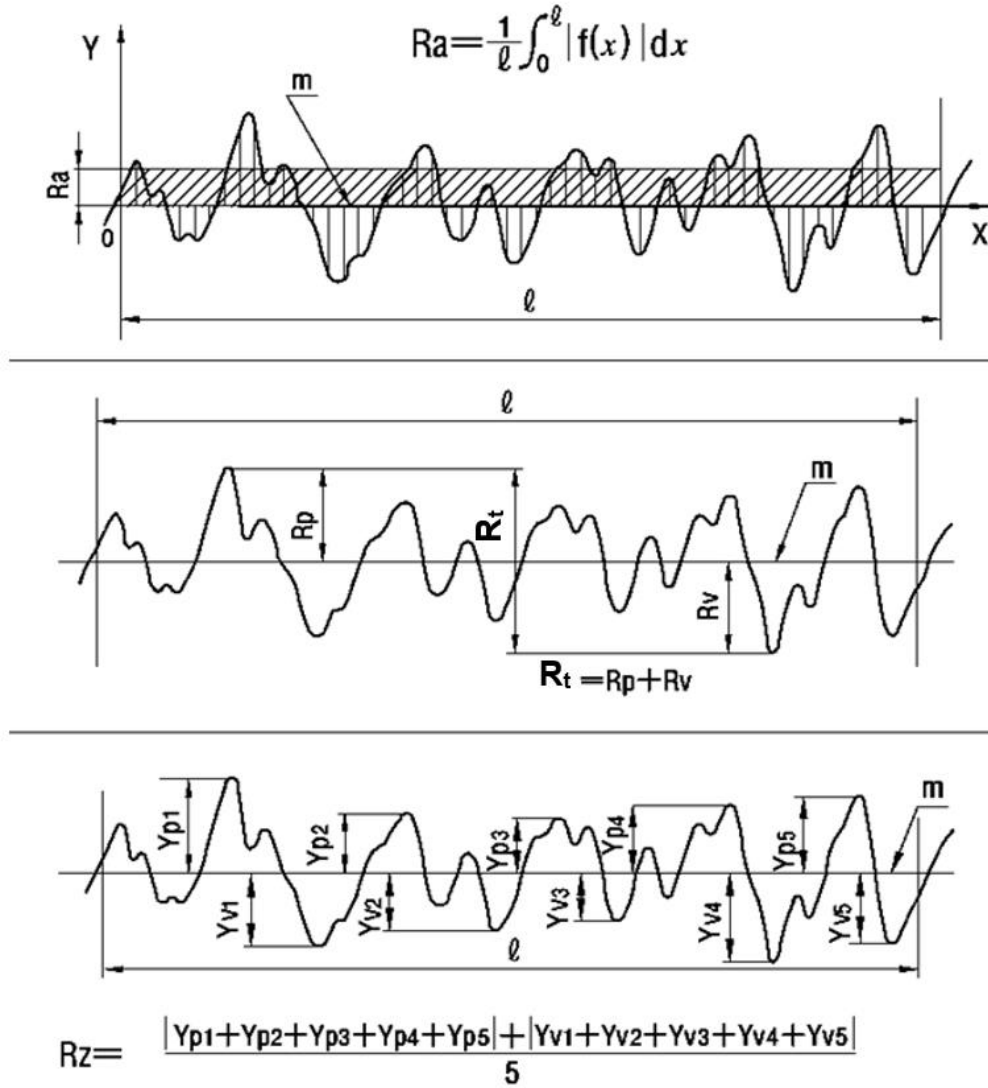 Y
Ra=1/ℓ∫₀^ℓ|f(x)|dx
m
Ra
0
X
ℓ
ℓ
m
Rp
Rt
Rv
Rt=Rp+Rv
m
Yp1
Yp2
Yp3
Yp4
Yp5
Yv1
Yv2
Yv3
Yv4
Yv5
ℓ
Rz= |Yp1+Yp2+Yp3+Yp4+Yp5|+|Yv1+Yv2+Yv3+Yv4+Yv5|
5